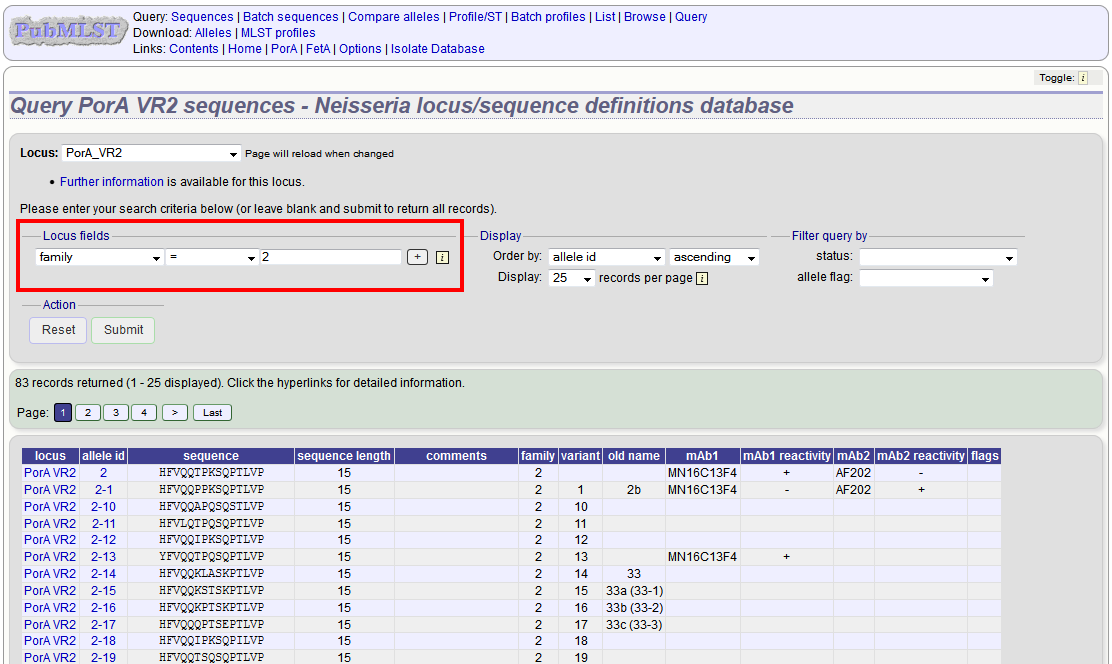 PubMLST
Query: Sequences | Batch sequences | Compare alleles | Profile/ST | Batch profiles | List | Browse | Query
Download: Alleles | MLST profiles
Links: Contents | Home | PorA | FetA | Options | Isolate Database
Toggle: i
Query PorA VR2 sequences - Neisseria locus/sequence definitions database
Locus: PorA_VR2 Page will reload when changed
• Further information is available for this locus.
Please enter your search criteria below (or leave blank and submit to return all records).
Locus fields Display Filter query by
family = 2 + i Order by: allele id ascending status:
Display: 25 records per page i allele flag:
Action
Reset Submit
83 records returned (1 - 25 displayed). Click the hyperlinks for detailed information.
Page: 1 2 3 4 > Last
locus allele id sequence sequence length comments family variant old name mAb1 mAb1 reactivity mAb2 mAb2 reactivity flags
PorA VR2 2 HFVQQTPKSQPTLVP 15 2 MN16C13F4 + AF202 -
PorA VR2 2-1 HFVQQPPKSQPTLVP 15 2 1 2b MN16C13F4 - AF202 +
PorA VR2 2-10 HFVQQAPQSQSTLVP 15 2 10
PorA VR2 2-11 HFVLQTPQSQPTLVP 15 2 11
PorA VR2 2-12 HFVQQIPKSQPTLVP 15 2 12
PorA VR2 2-13 YFVQQTPQSQPTLVP 15 2 13 MN16C13F4 +
PorA VR2 2-14 HFVQQKLASKPTLVP 15 2 14 33
PorA VR2 2-15 HFVQQKSTSKPTLVP 15 2 15 33a (33-1)
PorA VR2 2-16 HFVQQKPTSKPTLVP 15 2 16 33b (33-2)
PorA VR2 2-17 HFVQQQPTSEPTLVP 15 2 17 33c (33-3)
PorA VR2 2-18 HFVQQIPKSQPILVP 15 2 18
PorA VR2 2-19 HFVQQTSQSQPTLVP 15 2 19